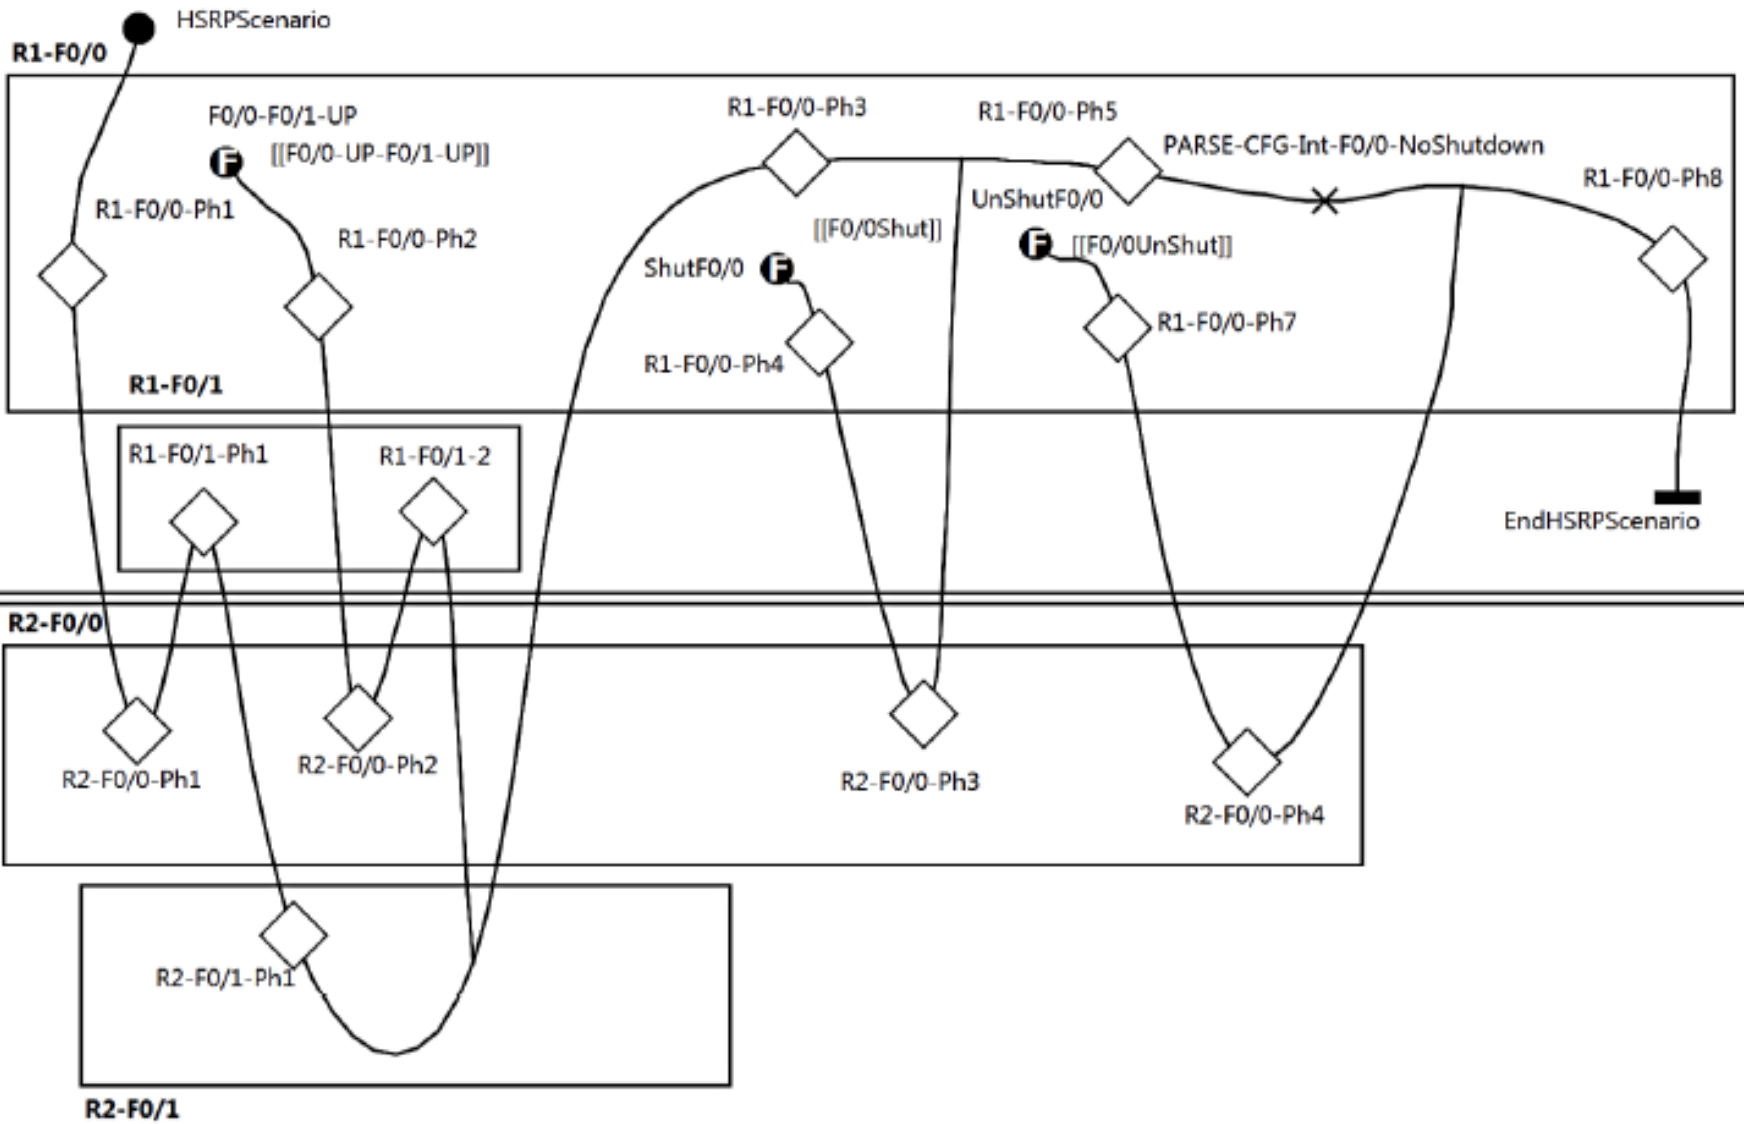 HSRPScenario
R1-F0/0
F0/0-F0/1-UP
[[F0/0-UP-F0/1-UP]]
R1-F0/0-Ph1
R1-F0/0-Ph2
R1-F0/0-Ph3
R1-F0/0-Ph5
PARSE-CFG-Int-F0/0-NoShutdown
R1-F0/0-Ph8
UnShutF0/0
[[F0/0Shut]]
F
F
F
[[F0/0UnShut]]
ShutF0/0
R1-F0/0-Ph7
R1-F0/0-Ph4
R1-F0/1
R1-F0/1-Ph1
R1-F0/1-2
EndHSRPScenario
R2-F0/0
R2-F0/0-Ph1
R2-F0/0-Ph2
R2-F0/0-Ph3
R2-F0/0-Ph4
R2-F0/1-Ph1
R2-F0/1